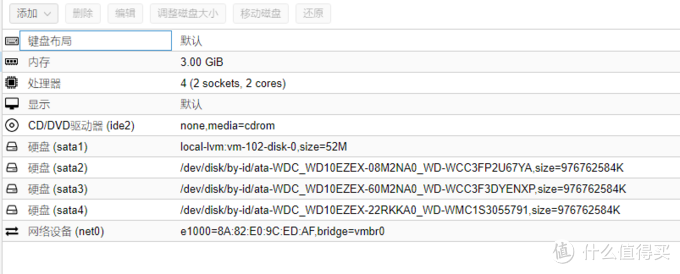 添加 删除 编辑 调整磁盘大小 移动磁盘 还原
键盘布局 默认
内存 3.00 GiB
处理器 4 (2 sockets, 2 cores)
显示 默认
CD/DVD驱动器 (ide2) none,media=cdrom
硬盘 (sata1) local-lvm:vm-102-disk-0,size=52M
硬盘 (sata2) /dev/disk/by-id/ata-WDC_WD10EZEX-08M2NA0_WD-WCC3FP2U67YA,size=976762584K
硬盘 (sata3) /dev/disk/by-id/ata-WDC_WD10EZEX-60M2NA0_WD-WCC3F3DYENXP,size=976762584K
硬盘 (sata4) /dev/disk/by-id/ata-WDC_WD10EZEX-22RKKA0_WD-WMC1S3055791,size=976762584K
网络设备 (net0) e1000=8A:82:E0:9C:ED:AF,bridge=vmbr0
值 什么值得买